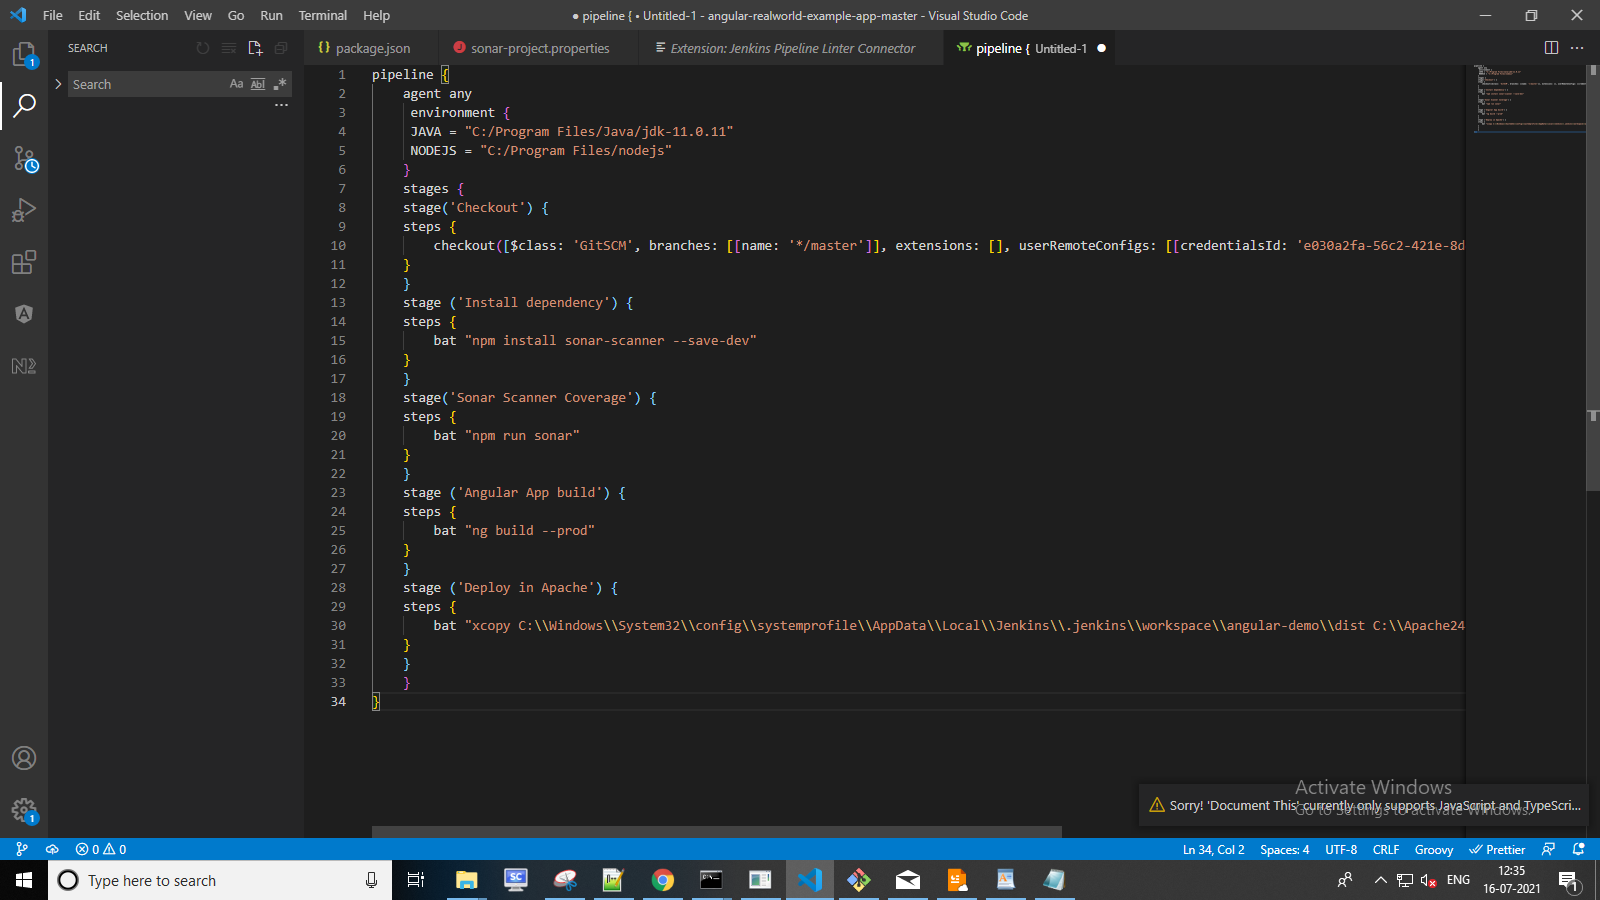 File Edit Selection View Go Run Terminal Help
● pipeline { • Untitled-1 - angular-realworld-example-app-master - Visual Studio Code
SEARCH
Search
Aa Abl .*
{} package.json
sonar-project.properties
Extension: Jenkins Pipeline Linter Connector
pipeline { Untitled-1 ●
1 pipeline {
2 agent any
3 environment {
4 JAVA = "C:/Program Files/Java/jdk-11.0.11"
5 NODEJS = "C:/Program Files/nodejs"
6 }
7 stages {
8 stage('Checkout') {
9 steps {
10 checkout([$class: 'GitSCM', branches: [[name: '*/master']], extensions: [], userRemoteConfigs: [[credentialsId: 'e030a2fa-56c2-421e-8d
11 }
12 }
13 stage ('Install dependency') {
14 steps {
15 bat "npm install sonar-scanner --save-dev"
16 }
17 }
18 stage('Sonar Scanner Coverage') {
19 steps {
20 bat "npm run sonar"
21 }
22 }
23 stage ('Angular App build') {
24 steps {
25 bat "ng build --prod"
26 }
27 }
28 stage ('Deploy in Apache') {
29 steps {
30 bat "xcopy C:\\Windows\\System32\\config\\systemprofile\\AppData\\Local\\Jenkins\\.jenkins\\workspace\\angular-demo\\dist C:\\Apache24
31 }
32 }
33 }
34 }
Activate Windows
Go to Settings to activate Windows.
Sorry! 'Document This' currently only supports JavaScript and TypeScri...
0 0
Ln 34, Col 2 Spaces: 4 UTF-8 CRLF Groovy Prettier
Type here to search
ENG
12:35
16-07-2021
1